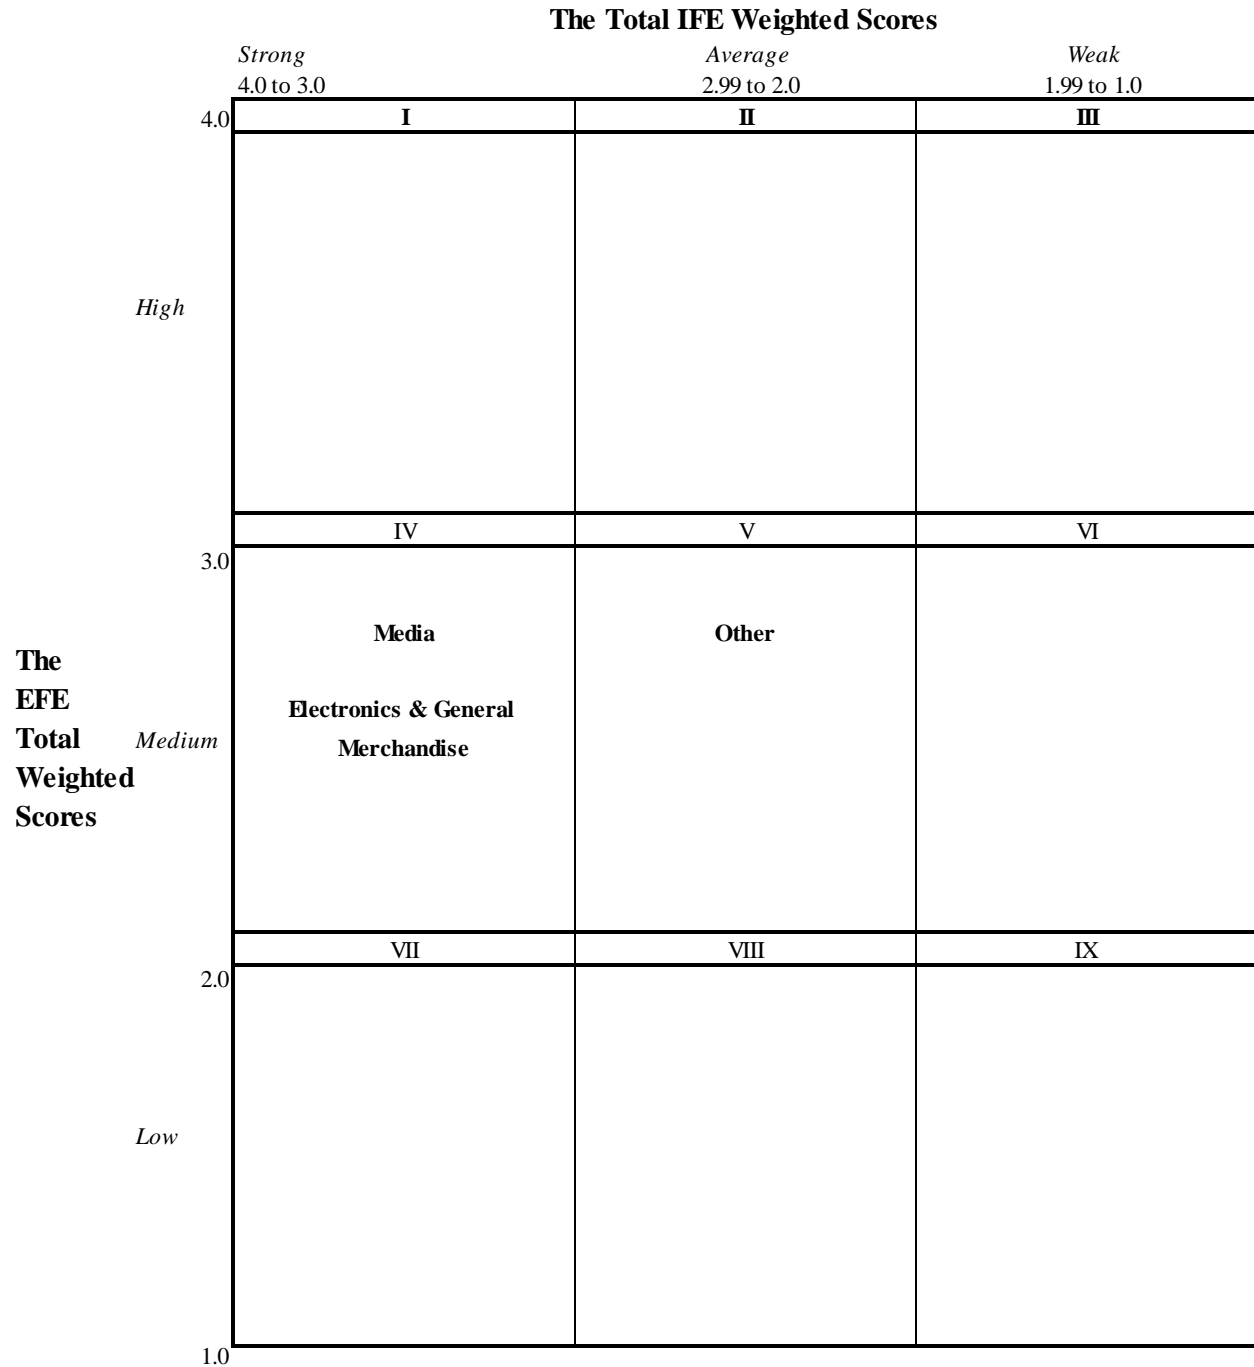 The Total IFE Weighted Scores
Strong Average Weak
4.0 to 3.0 2.99 to 2.0 1.99 to 1.0
4.0 I II III
High
IV V VI
3.0
Media Other
The
EFE Electronics & General
Total Medium Merchandise
Weighted
Scores
VII VIII IX
2.0
Low
1.0